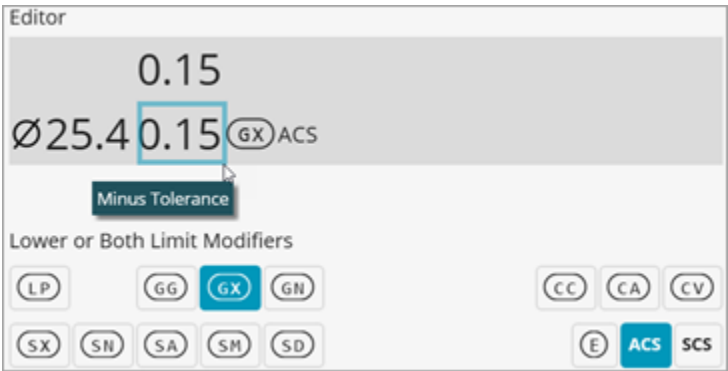 Editor
0.15
Ø25.4 0.15 GX ACS
Minus Tolerance
Lower or Both Limit Modifiers
LP GG GX GN CC CA CV
SX SN SA SM SD E ACS SCS